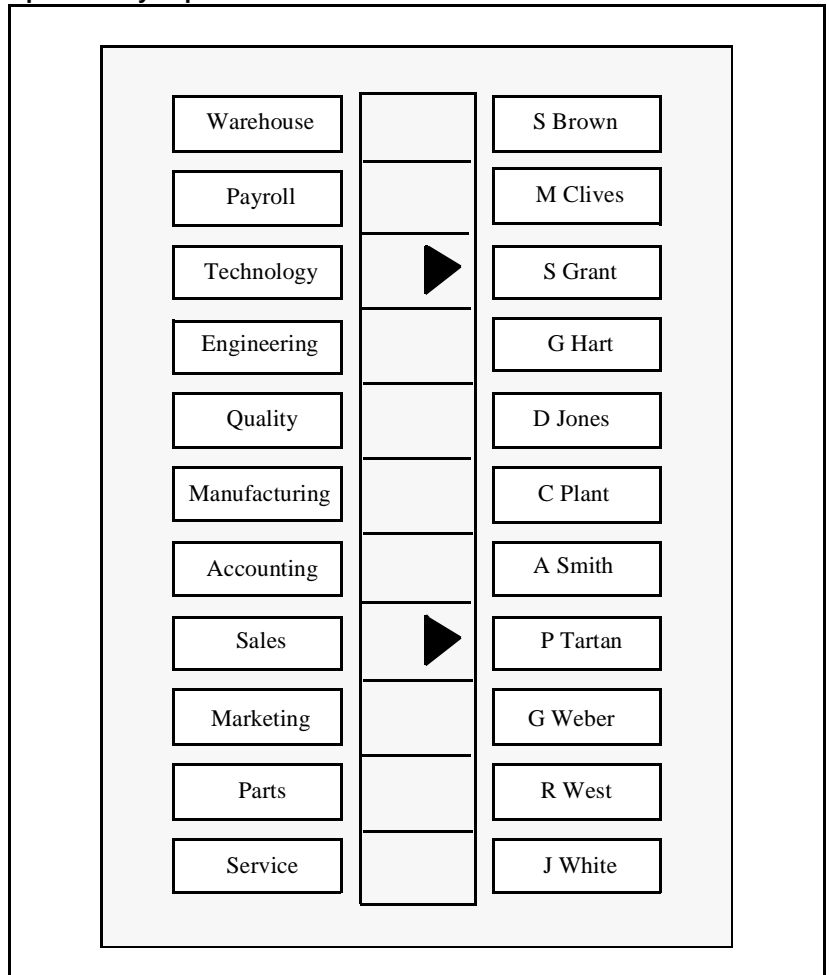 Warehouse
S Brown
Payroll
M Clives
Technology
S Grant
Engineering
G Hart
Quality
D Jones
Manufacturing
C Plant
Accounting
A Smith
Sales
P Tartan
Marketing
G Weber
Parts
R West
Service
J White